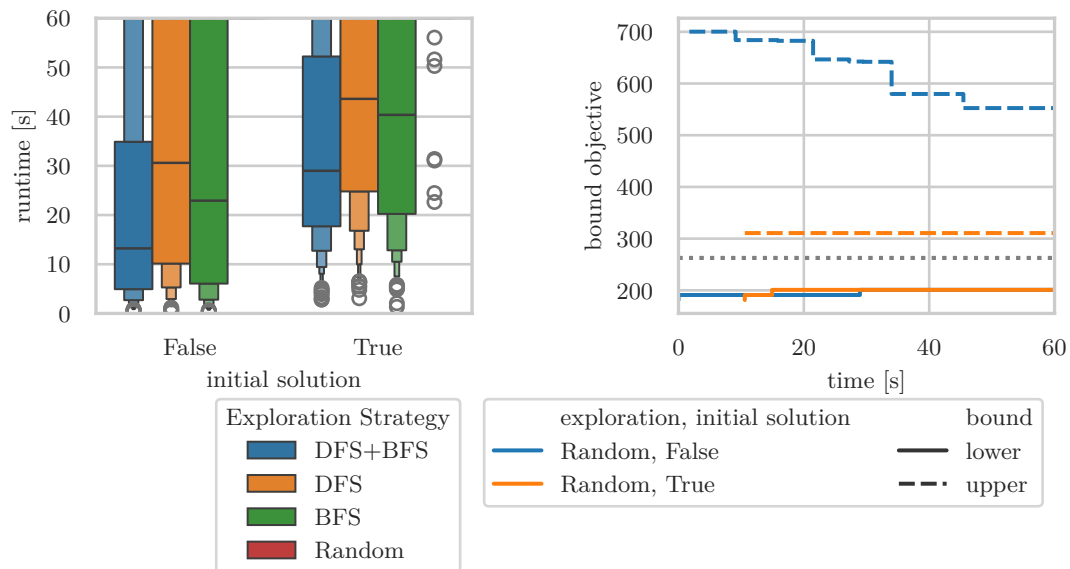 60
50
40
30
20
10
0
runtime [s]
False
True
initial solution
700
600
500
400
300
200
bound objective
0
20
40
60
time [s]
Exploration Strategy
DFS+BFS
DFS
BFS
Random
exploration, initial solution
bound
Random, False
lower
Random, True
upper